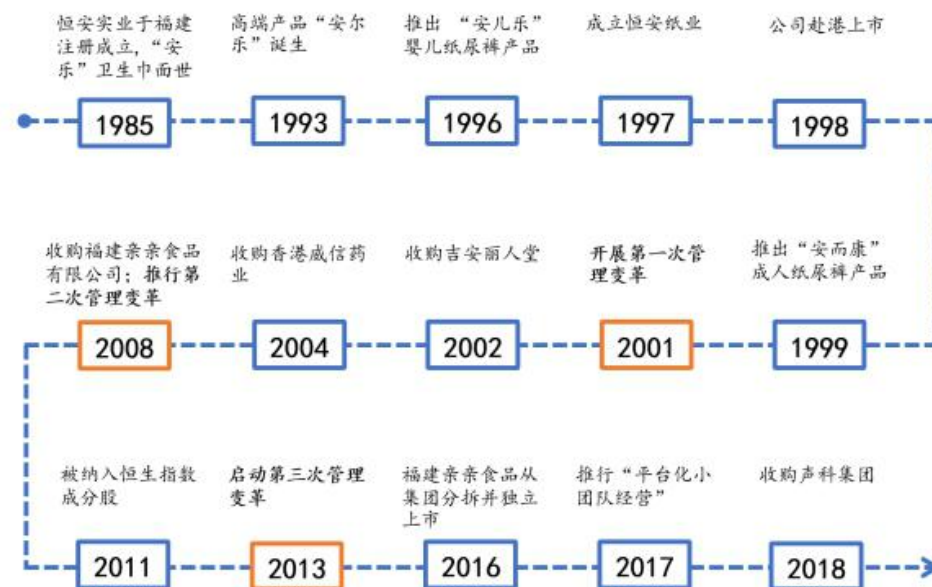 恒安实业于福建
注册成立,“安
乐”卫生巾面世
高端产品“安尔
乐”诞生
推出 “安儿乐”
婴儿纸尿裤产品
成立恒安纸业
公司赴港上市
1985
1993
1996
1997
1998
收购福建亲亲食品
有限公司；推行第
二次管理变革
收购香港威信药
业
收购吉安丽人堂
开展第一次管
理变革
推出“安而康”
成人纸尿裤产品
2008
2004
2002
2001
1999
被纳入恒生指数
成分股
启动第三次管理
变革
福建亲亲食品从
集团分拆并独立
上市
推行“平台化小
团队经营”
收购声科集团
2011
2013
2016
2017
2018